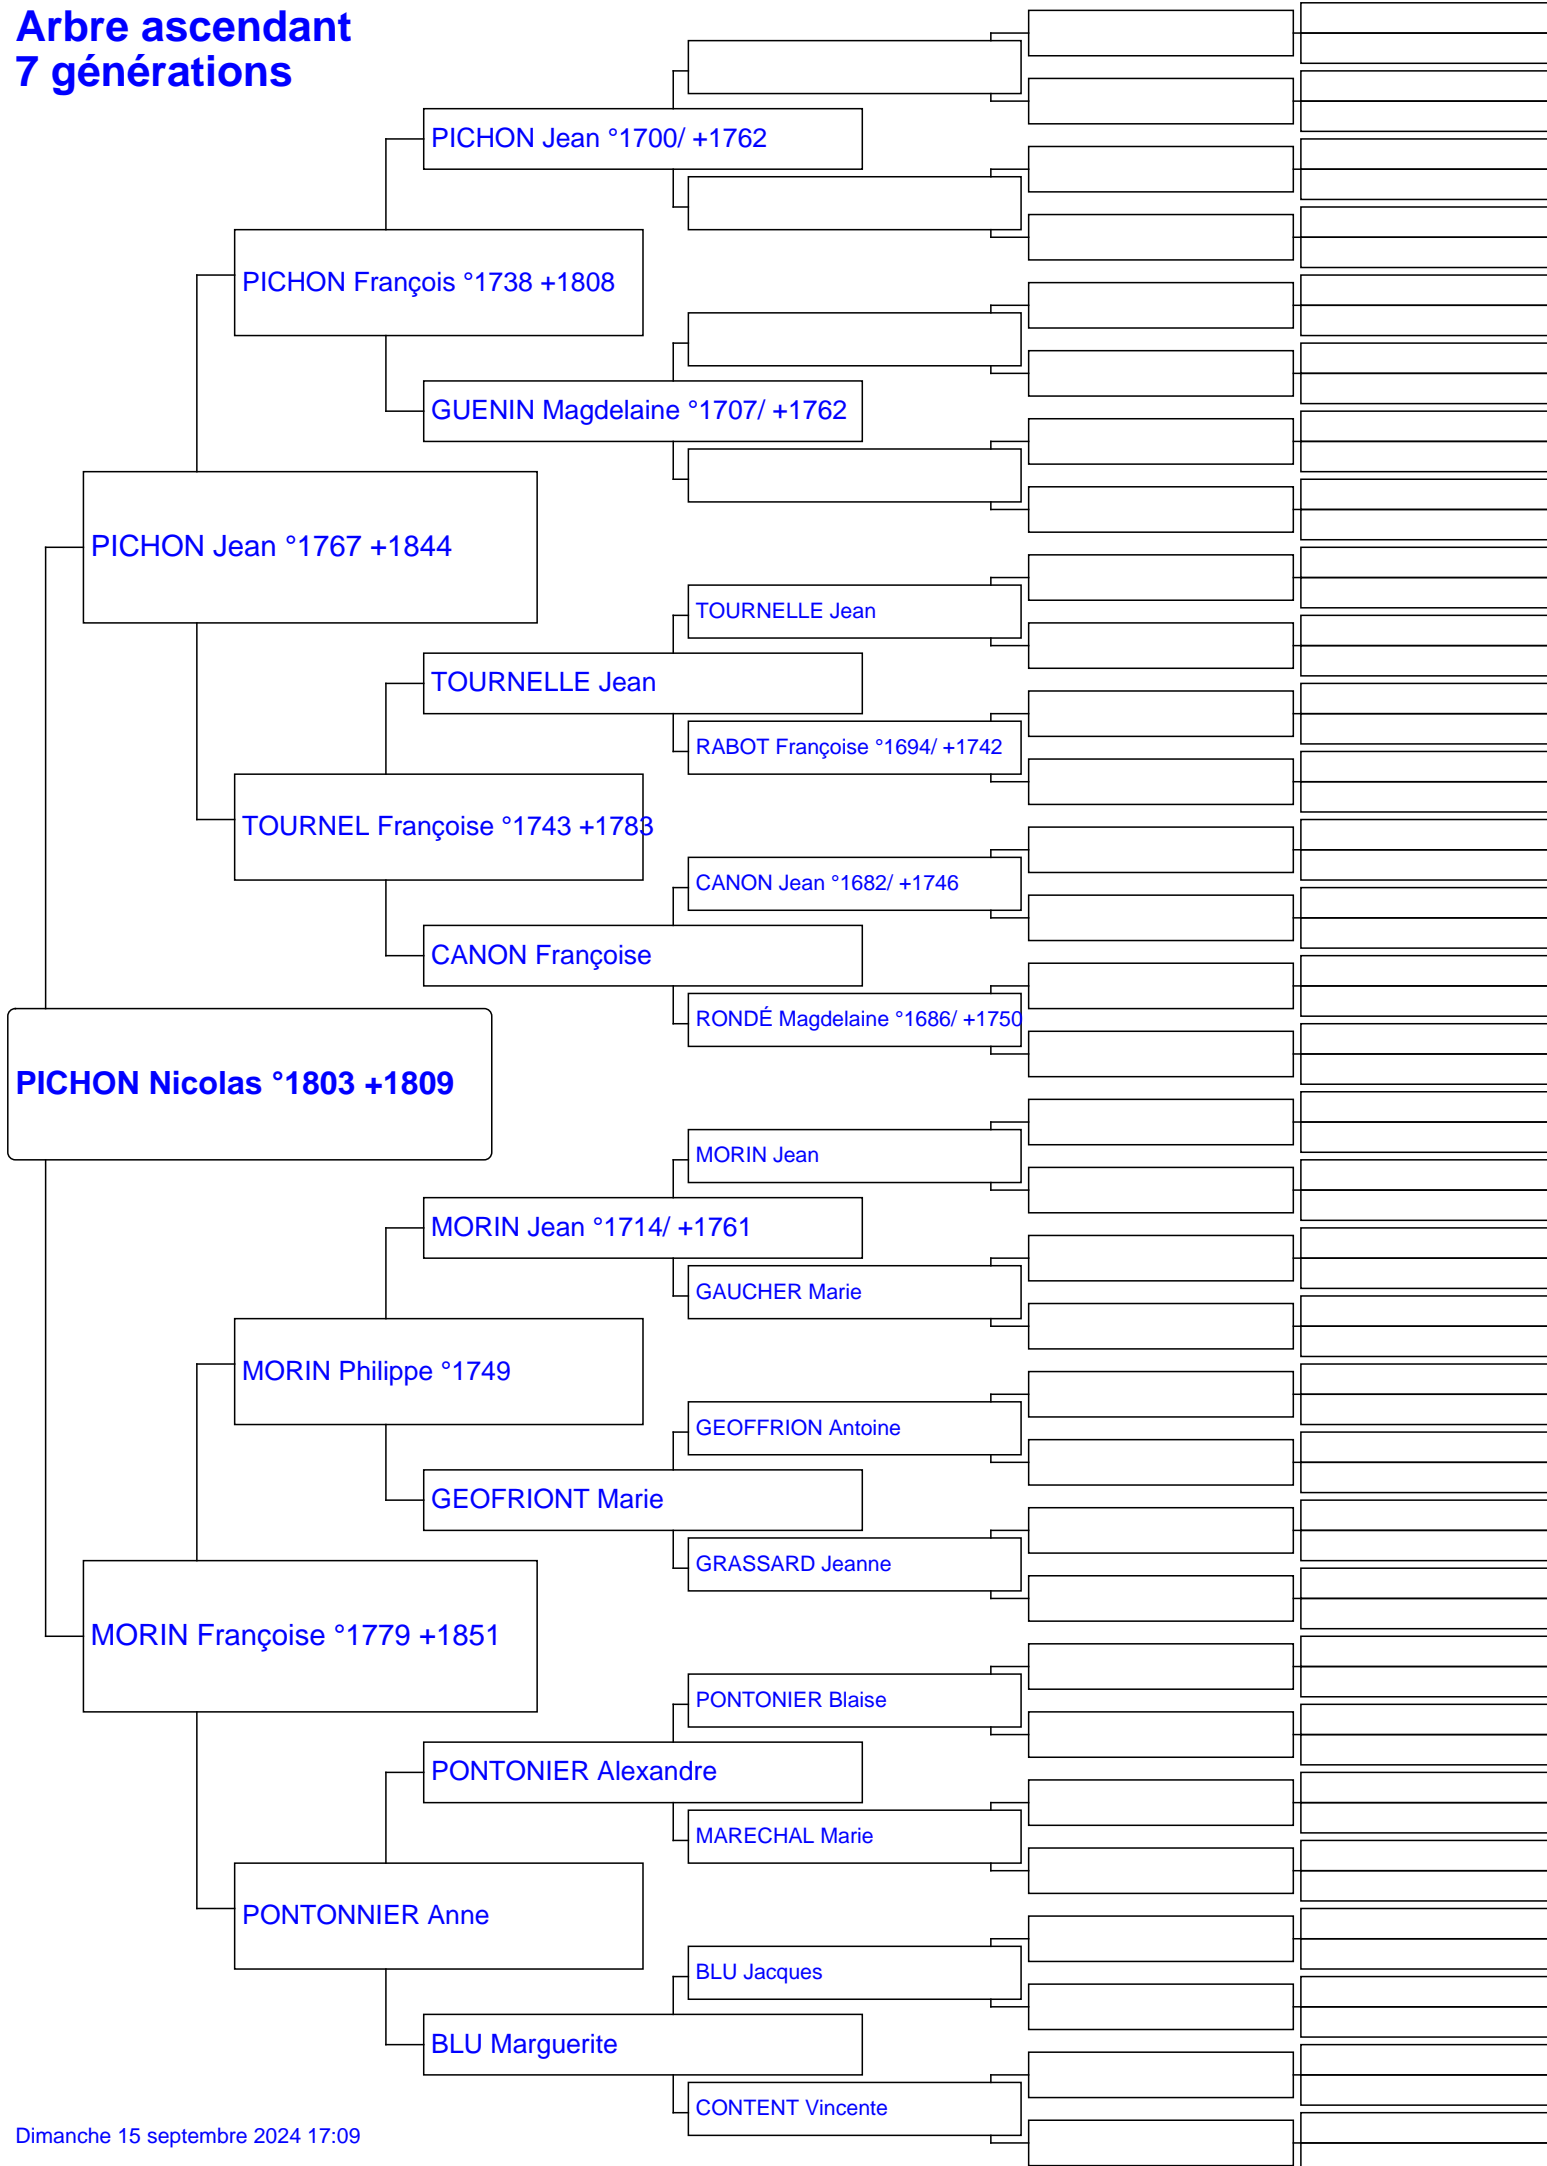 Arbre ascendant
7 générations
PICHON Jean °1700/ +1762
PICHON François °1738 +1808
GUENIN Magdelaine °1707/ +1762
PICHON Jean °1767 +1844
TOURNELLE Jean
TOURNELLE Jean
RABOT Françoise °1694/ +1742
TOURNEL Françoise °1743 +1783
CANON Jean °1682/ +1746
CANON Françoise
RONDÉ Magdelaine °1686/ +1750
PICHON Nicolas °1803 +1809
MORIN Jean
MORIN Jean °1714/ +1761
GAUCHER Marie
MORIN Philippe °1749
GEOFFRION Antoine
GEOFRIONT Marie
GRASSARD Jeanne
MORIN Françoise °1779 +1851
PONTONIER Blaise
PONTONIER Alexandre
MARECHAL Marie
PONTONNIER Anne
BLU Jacques
BLU Marguerite
CONTENT Vincente
Dimanche 15 septembre 2024 17:09